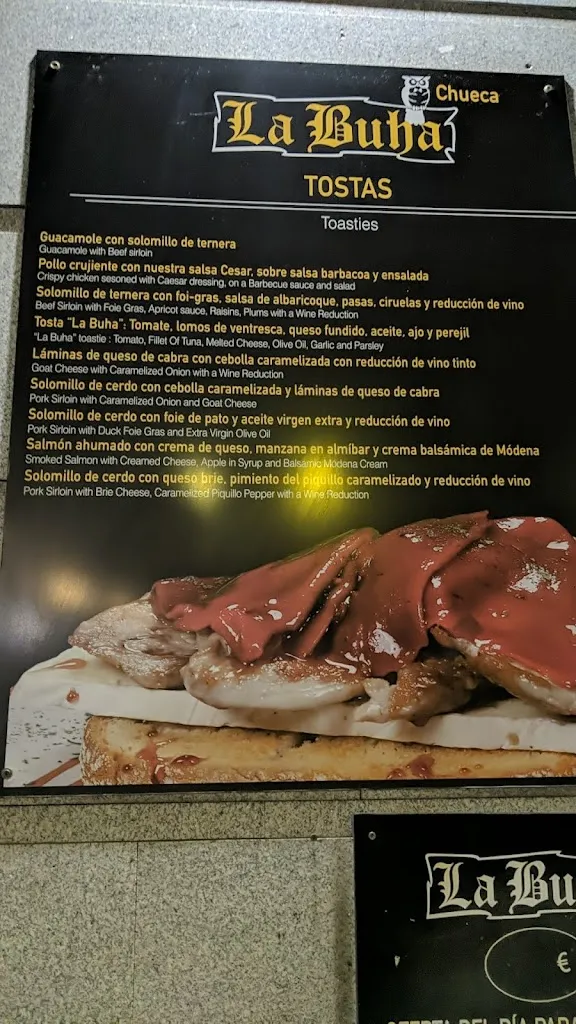 Chueca
La Buha
TOSTAS
Toasties
Guacamole con solomillo de ternera
Guacamole with Beef sirloin
Pollo crujiente con nuestra salsa Cesar, sobre salsa barbacoa y ensalada
Crispy chicken sesoned with Caesar dressing, on a Barbecue sauce and salad
Solomillo de ternera con foi-gras, salsa de albaricoque, pasas, ciruelas y reducción de vino
Beef Sirloin with Foie Gras, Apricot sauce, Raisins, Plums with a Wine Reduction
Tosta "La Buha": Tomate, lomos de ventresca, queso fundido, aceite, ajo y perejil
"La Buha" toastie : Tomato, Fillet Of Tuna, Melted Cheese, Olive Oil, Garlic and Parsley
Láminas de queso de cabra con cebolla caramelizada con reducción de vino tinto
Goat Cheese with Caramelized Onion with a Wine Reduction
Solomillo de cerdo con cebolla caramelizada y láminas de queso de cabra
Pork Sirloin with Caramelized Onion and Goat Cheese
Solomillo de cerdo con foie de pato y aceite virgen extra y reducción de vino
Pork Sirloin with Duck Foie Gras and Extra Virgin Olive Oil
Salmón ahumado con crema de queso, manzana en almíbar y crema balsámica de Módena
Smoked Salmon with Creamed Cheese, Apple in Syrup and Balsamic Modena Cream
Solomillo de cerdo con queso brie, pimiento del piquillo caramelizado y reducción de vino
Pork Sirloin with Brie Cheese, Caramelized Piquillo Pepper with a Wine Reduction
La Bu
€
OFERTA DEL DÍA PARA